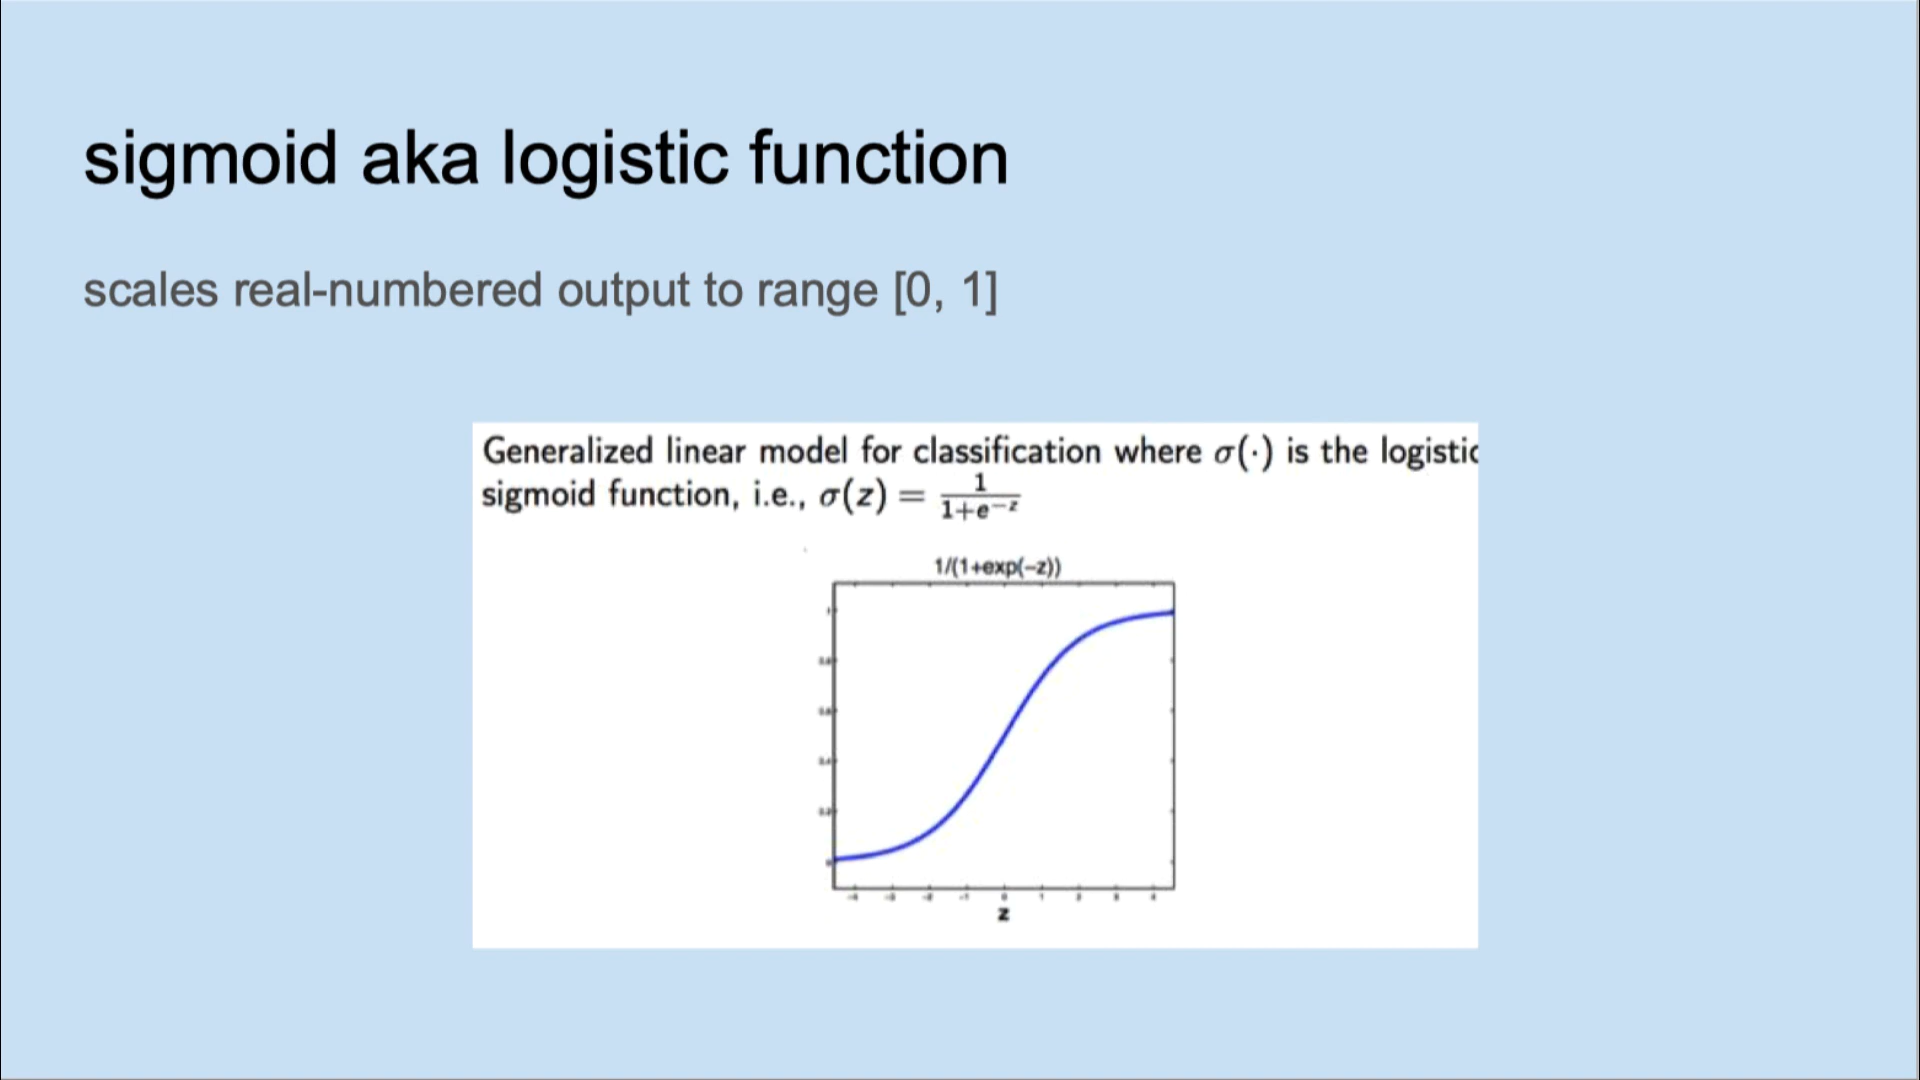 sigmoid aka logistic function
scales real-numbered output to range [0, 1]
Generalized linear model for classification where σ(·) is the logistic
sigmoid function, i.e., σ(z) = 1/1+e^−z
1/(1+exp(−z))
z